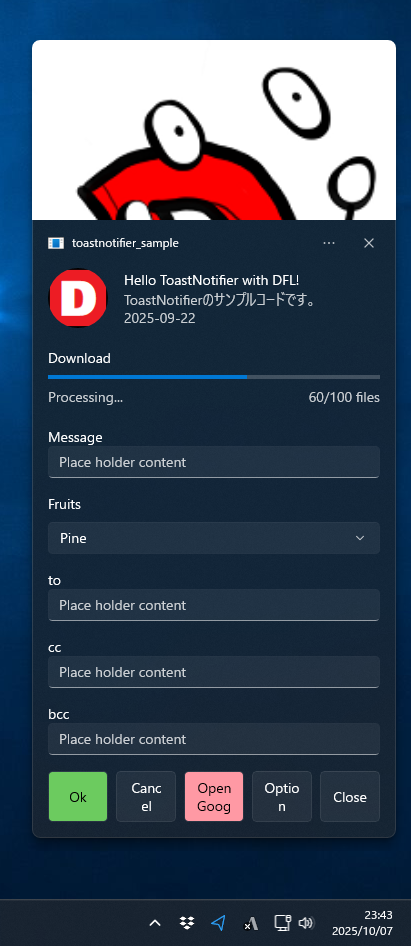 toastnotifier_sample
D
Hello ToastNotifier with DFL!
ToastNotifierのサンプルコードです。
2025-09-22
Download
Processing...
60/100 files
Message
Place holder content
Fruits
Pine
to
Place holder content
cc
Place holder content
bcc
Place holder content
Ok
Canc
el
Open
Goog
Optio
n
Close
23:43
2025/10/07